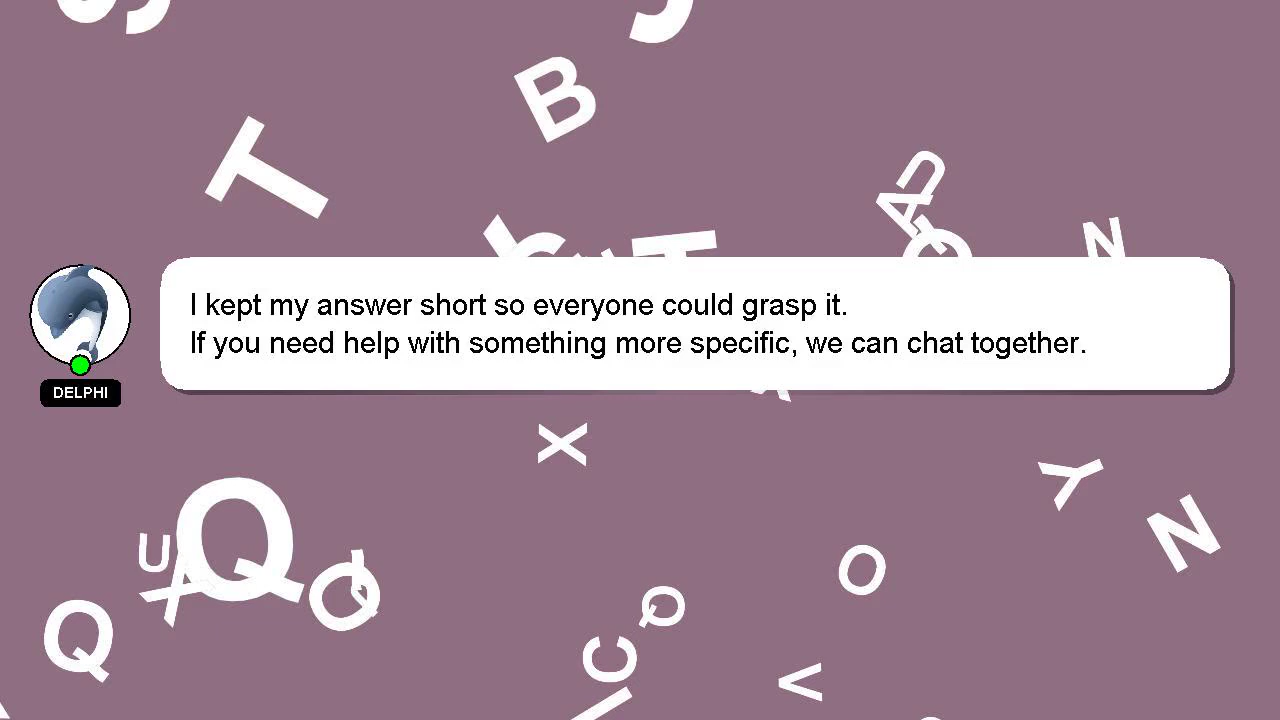 I kept my answer short so everyone could grasp it.
If you need help with something more specific, we can chat together.
DELPHI
B
T
U
A
N
T
X
Y
N
Q
U
X
Q
O
Q
Q
C
V